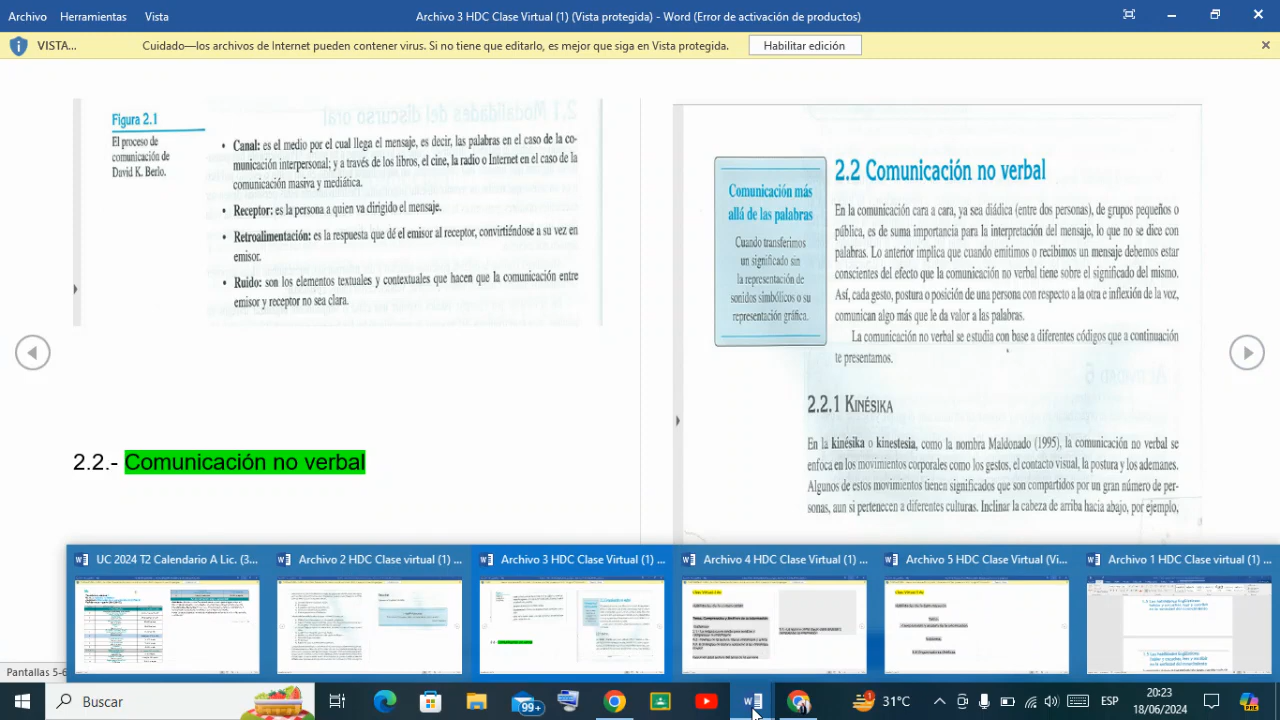 Archivo Herramientas Vista
Archivo 3 HDC Clase Virtual (1) (Vista protegida) - Word (Error de activación de productos)
VISTA...
Cuidado—los archivos de Internet pueden contener virus. Si no tiene que editarlo, es mejor que siga en Vista protegida.
Habilitar edición
Figura 2.1
El proceso de
comunicación de
David K. Berlo.
• Canal: es el medio por el cual llega el mensaje, es decir, las palabras en el caso de la co-
municación interpersonal; y a través de los libros, el cine, la radio o Internet en el caso de la
comunicación masiva y mediática.
• Receptor: es la persona a quien va dirigido el mensaje.
• Retroalimentación: es la respuesta que dé el emisor al receptor, convirtiéndose a su vez en
emisor.
• Ruido: son los elementos textuales y contextuales que hacen que la comunicación entre
emisor y receptor no sea clara.
2.2.- Comunicación no verbal
Comunicación más
allá de las palabras
Cuando transferimos
un significado sin
la representación de
sonidos simbólicos o su
representación gráfica.
2.2 Comunicación no verbal
En la comunicación cara a cara, ya sea diádica (entre dos personas), de grupos pequeños o
pública, es de suma importancia para la interpretación del mensaje, lo que no se dice con
palabras. Lo anterior implica que cuando emitimos o recibimos un mensaje debemos estar
conscientes del efecto que la comunicación no verbal tiene sobre el significado del mismo.
Así, cada gesto, postura o posición de una persona con respecto a la otra e inflexión de la voz,
comunican algo más que le da valor a las palabras.
La comunicación no verbal se estudia con base a diferentes códigos que a continuación
te presentamos.
2.2.1 KINÉSIKA
En la kinésika o kinestesia, como la nombra Maldonado (1995), la comunicación no verbal se
enfoca en los movimientos corporales como los gestos, el contacto visual, la postura y los ademanes.
Algunos de estos movimientos tienen significados que son compartidos por un gran número de per-
sonas, aun si pertenecen a diferentes culturas. Inclinar la cabeza de arriba hacia abajo, por ejemplo,
UC 2024 T2 Calendario A Lic. (3...
Archivo 2 HDC Clase virtual (1) ...
Archivo 3 HDC Clase Virtual (1) ...
Archivo 4 HDC Clase Virtual (1) ...
Archivo 5 HDC Clase Virtual (Vi...
Archivo 1 HDC Clase virtual (1) ...
Pantallas 5-6
Buscar
99+
1
31°C
ESP
20:23
18/06/2024
PRE